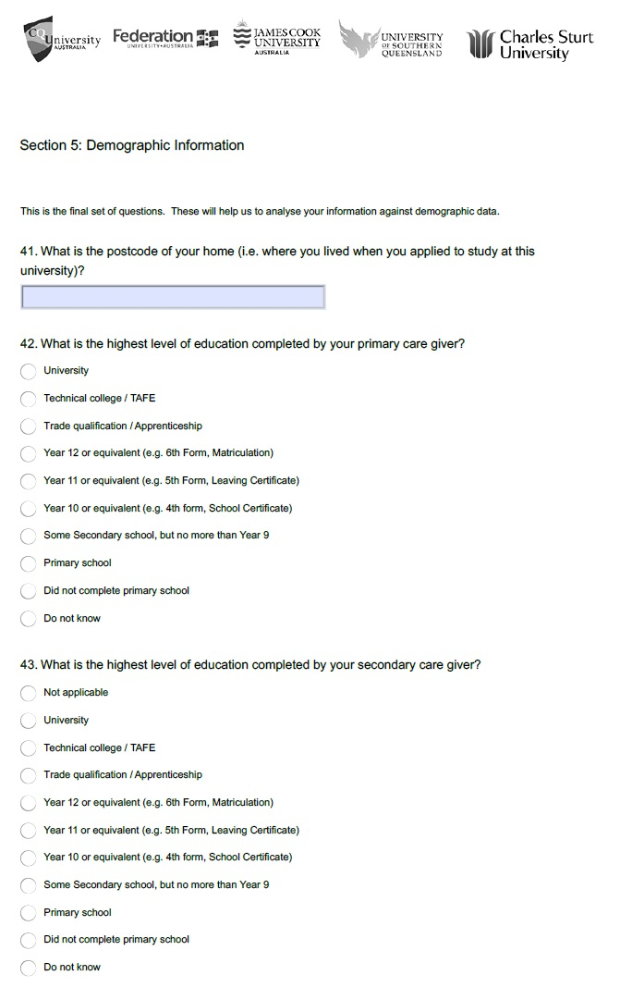 CQUniversity
AUSTRALIA
Federation
UNIVERSITY•AUSTRALIA
JAMES COOK
UNIVERSITY
AUSTRALIA
UNIVERSITY
OF SOUTHERN
QUEENSLAND
Charles Sturt
University
Section 5: Demographic Information
This is the final set of questions.  These will help us to analyse your information against demographic data.
41. What is the postcode of your home (i.e. where you lived when you applied to study at this
university)?
42. What is the highest level of education completed by your primary care giver?
University
Technical college / TAFE
Trade qualification / Apprenticeship
Year 12 or equivalent (e.g. 6th Form, Matriculation)
Year 11 or equivalent (e.g. 5th Form, Leaving Certificate)
Year 10 or equivalent (e.g. 4th form, School Certificate)
Some Secondary school, but no more than Year 9
Primary school
Did not complete primary school
Do not know
43. What is the highest level of education completed by your secondary care giver?
Not applicable
University
Technical college / TAFE
Trade qualification / Apprenticeship
Year 12 or equivalent (e.g. 6th Form, Matriculation)
Year 11 or equivalent (e.g. 5th Form, Leaving Certificate)
Year 10 or equivalent (e.g. 4th form, School Certificate)
Some Secondary school, but no more than Year 9
Primary school
Did not complete primary school
Do not know